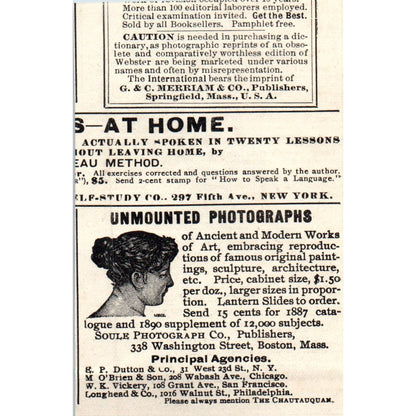 More than 100 editorial laborers employed.
Critical examination invited. Get the Best.
Sold by all Booksellers. Pamphlet free.
CAUTION is needed in purchasing a dic-
tionary, as photographic reprints of an obso-
lete and comparatively worthless edition of
Webster are being marketed under various
names and often by misrepresentation.
The International bears the imprint of
G. & C. MERRIAM & CO., Publishers,
Springfield, Mass., U. S. A.
S—AT HOME.
ACTUALLY SPOKEN IN TWENTY LESSONS
OUT LEAVING HOME, by
EAU METHOD.
r. All exercises corrected and questions answered by the author.
s"), $5. Send 2-cent stamp for "How to Speak a Language."
ELF-STUDY CO., 297 Fifth Ave., NEW YORK.
UNMOUNTED PHOTOGRAPHS
of Ancient and Modern Works
of Art, embracing reproduc-
tions of famous original paint-
ings, sculpture, architecture,
etc. Price, cabinet size, $1.50
per doz., larger sizes in propor-
tion. Lantern Slides to order.
Send 15 cents for 1887 cata-
logue and 1890 supplement of 12,000 subjects.
SOULE PHOTOGRAPH CO., Publishers,
338 Washington Street, Boston, Mass.
Principal Agencies.
E. P. Dutton & Co., 31 West 23d St., N. Y.
M O'Brien & Son, 208 Wabash Ave., Chicago.
W. K. Vickery, 108 Grant Ave., San Francisco.
Longhead & Co., 1016 Walnut St., Philadelphia.
Please always mention THE CHAUTAUQUAN.